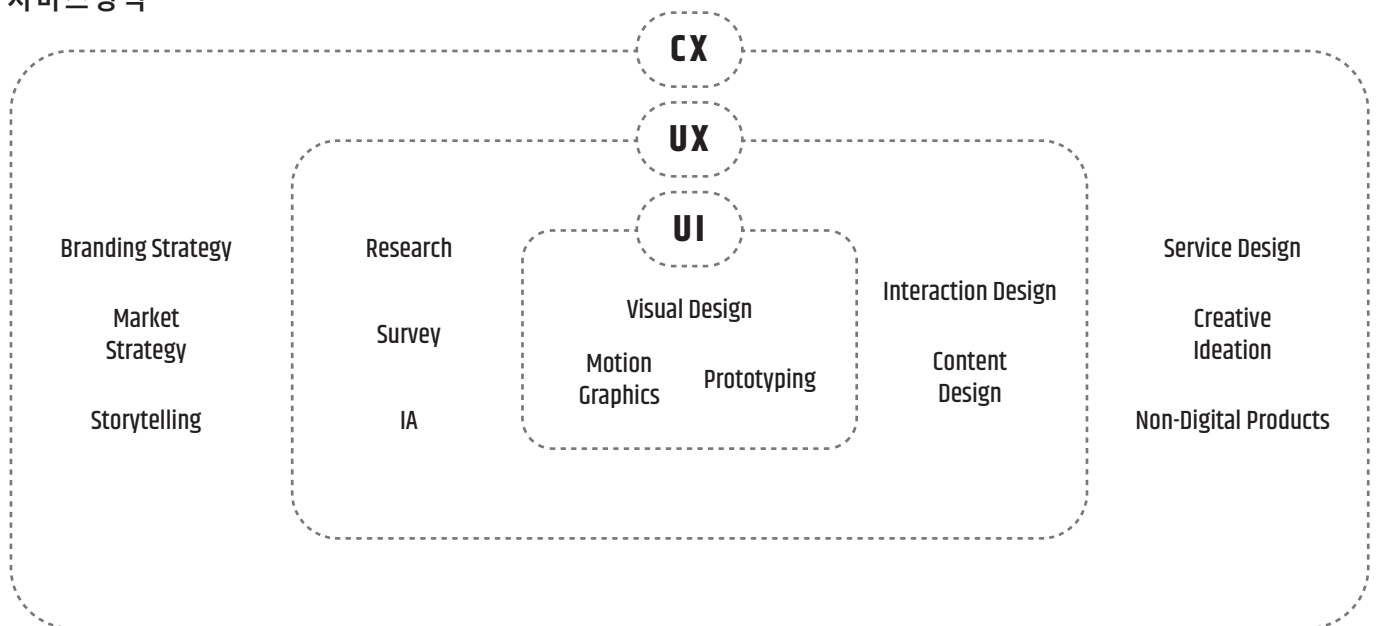 CX
UX
UI
Branding Strategy
Market
Strategy
Storytelling
Research
Survey
IA
Visual Design
Motion
Graphics
Prototyping
Interaction Design
Content
Design
Service Design
Creative
Ideation
Non-Digital Products